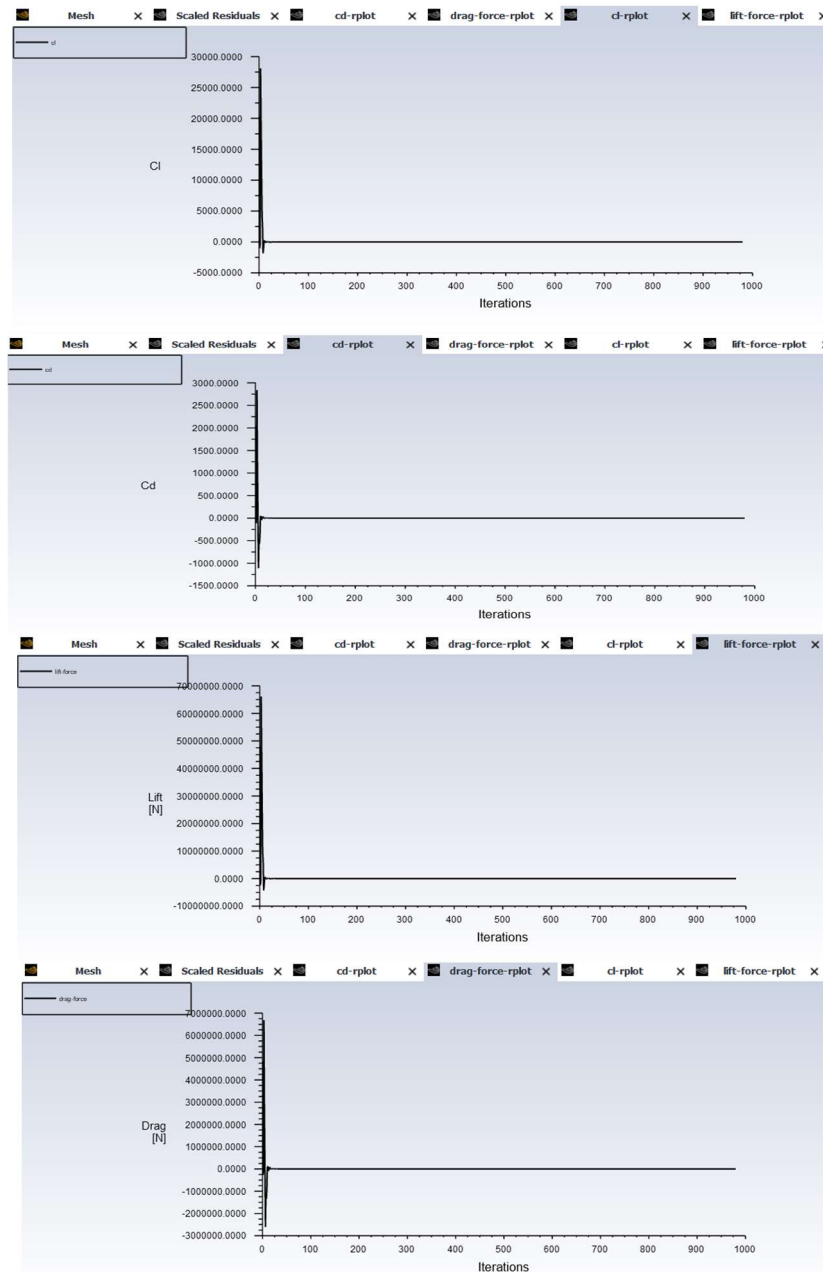 Mesh Scaled Residuals cd-rplot drag-force-rplot cl-rplot lift-force-rplot
cl
30000.0000
25000.0000
20000.0000
15000.0000
Cl
10000.0000
5000.0000
0.0000
-5000.0000
0 100 200 300 400 500 600 700 800 900 1000
Iterations
Mesh Scaled Residuals cd-rplot drag-force-rplot cl-rplot lift-force-rplot
cd
3000.0000
2500.0000
2000.0000
1500.0000
1000.0000
Cd
500.0000
0.0000
-500.0000
-1000.0000
-1500.0000
0 100 200 300 400 500 600 700 800 900 1000
Iterations
Mesh Scaled Residuals cd-rplot drag-force-rplot cl-rplot lift-force-rplot
lift-force
70000000.0000
60000000.0000
50000000.0000
40000000.0000
30000000.0000
Lift
[N]
20000000.0000
10000000.0000
0.0000
-10000000.0000
0 100 200 300 400 500 600 700 800 900 1000
Iterations
Mesh Scaled Residuals cd-rplot drag-force-rplot cl-rplot lift-force-rplot
drag-force
7000000.0000
6000000.0000
5000000.0000
4000000.0000
3000000.0000
2000000.0000
Drag
[N]
1000000.0000
0.0000
-1000000.0000
-2000000.0000
-3000000.0000
0 100 200 300 400 500 600 700 800 900 1000
Iterations